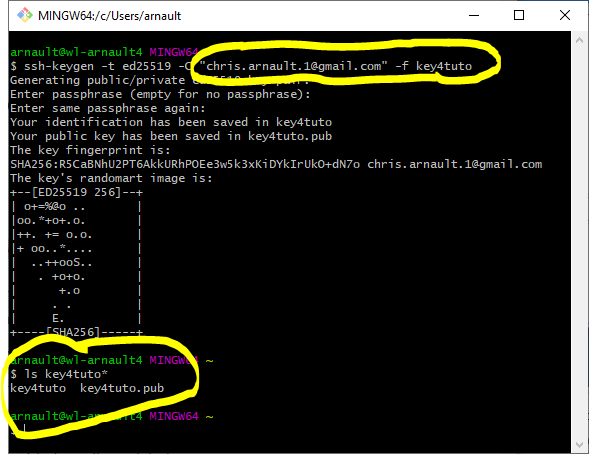 MINGW64:/c/Users/arnault
arnault@wl-arnault4 MINGW64
$ ssh-keygen -t ed25519 -C "chris.arnault.1@gmail.com" -f key4tuto
Generating public/private
Enter passphrase (empty for no passphrase):
Enter same passphrase again:
Your identification has been saved in key4tuto
Your public key has been saved in key4tuto.pub
The key fingerprint is:
SHA256:R5CaBNhU2PT6AkkURhPOEe3w5k3xKiDYkIrUkO+dN7o chris.arnault.1@gmail.com
The key's randomart image is:
+--[ED25519 256]--+
| o+=%@o ..       |
|oo.*+o+.o.       |
|++. += o.o.      |
|+ oo..*....      |
|  ..++ooS..      |
|   . +o+o.       |
|      +.o        |
|     . .         |
|     E.          |
+----[SHA256]-----+
arnault@wl-arnault4 MINGW64 ~
$ ls key4tuto*
key4tuto  key4tuto.pub
arnault@wl-arnault4 MINGW64 ~